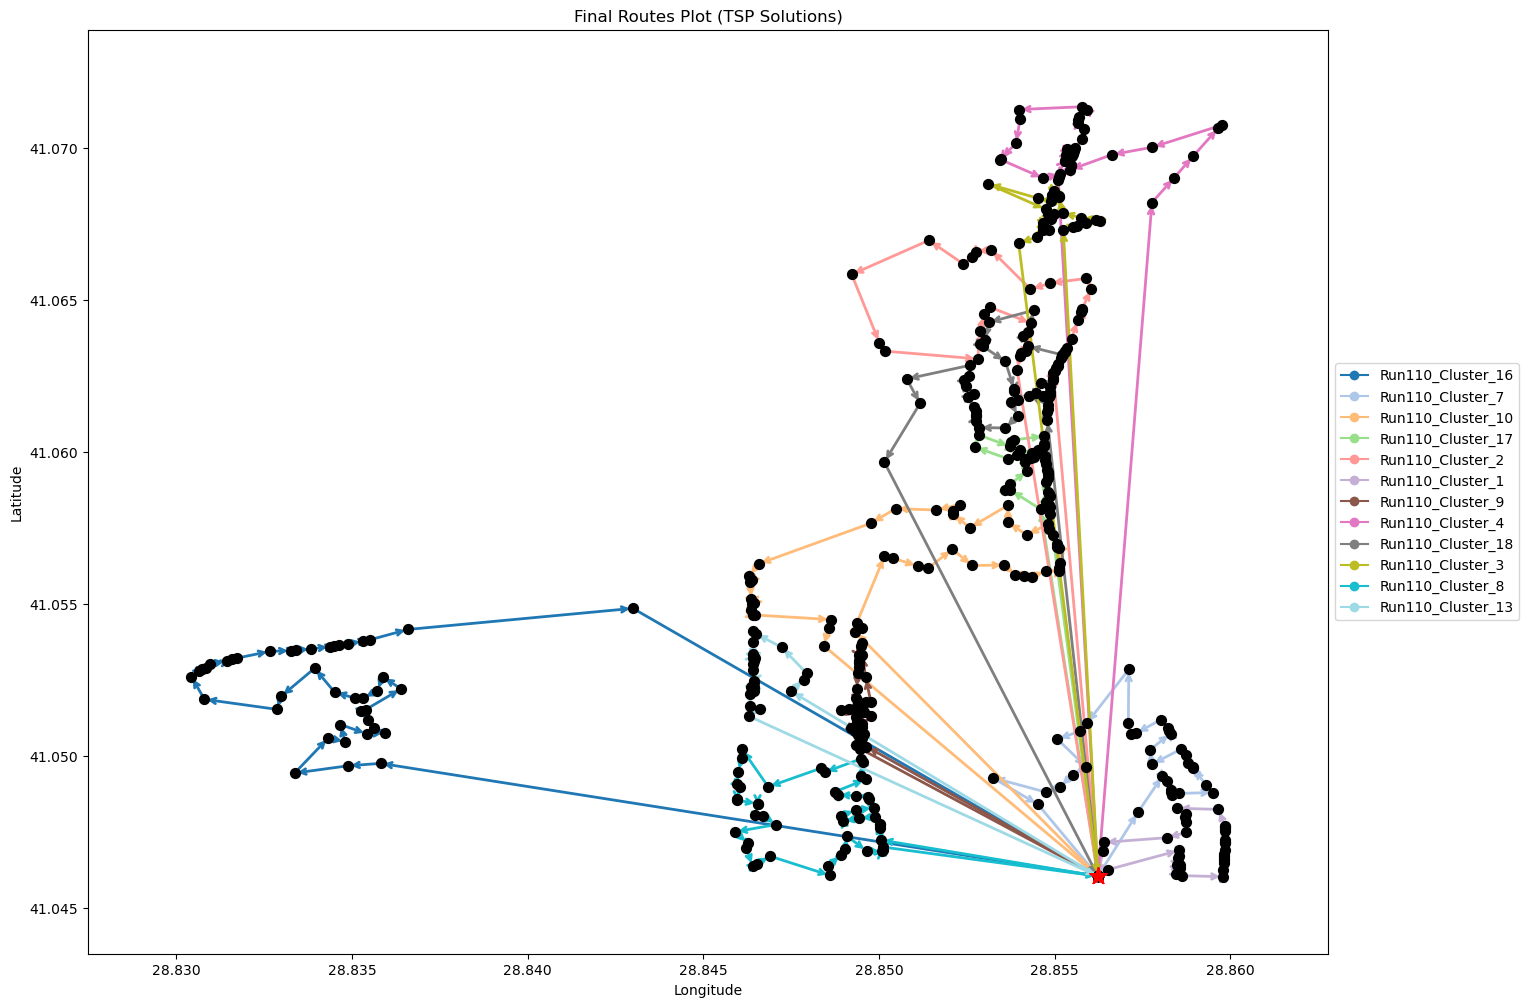 Final Routes Plot (TSP Solutions)
41.070
41.065
41.060
41.055
41.050
41.045
Latitude
28.830
28.835
28.840
28.845
28.850
28.855
28.860
Longitude
Run110_Cluster_16
Run110_Cluster_7
Run110_Cluster_10
Run110_Cluster_17
Run110_Cluster_2
Run110_Cluster_1
Run110_Cluster_9
Run110_Cluster_4
Run110_Cluster_18
Run110_Cluster_3
Run110_Cluster_8
Run110_Cluster_13